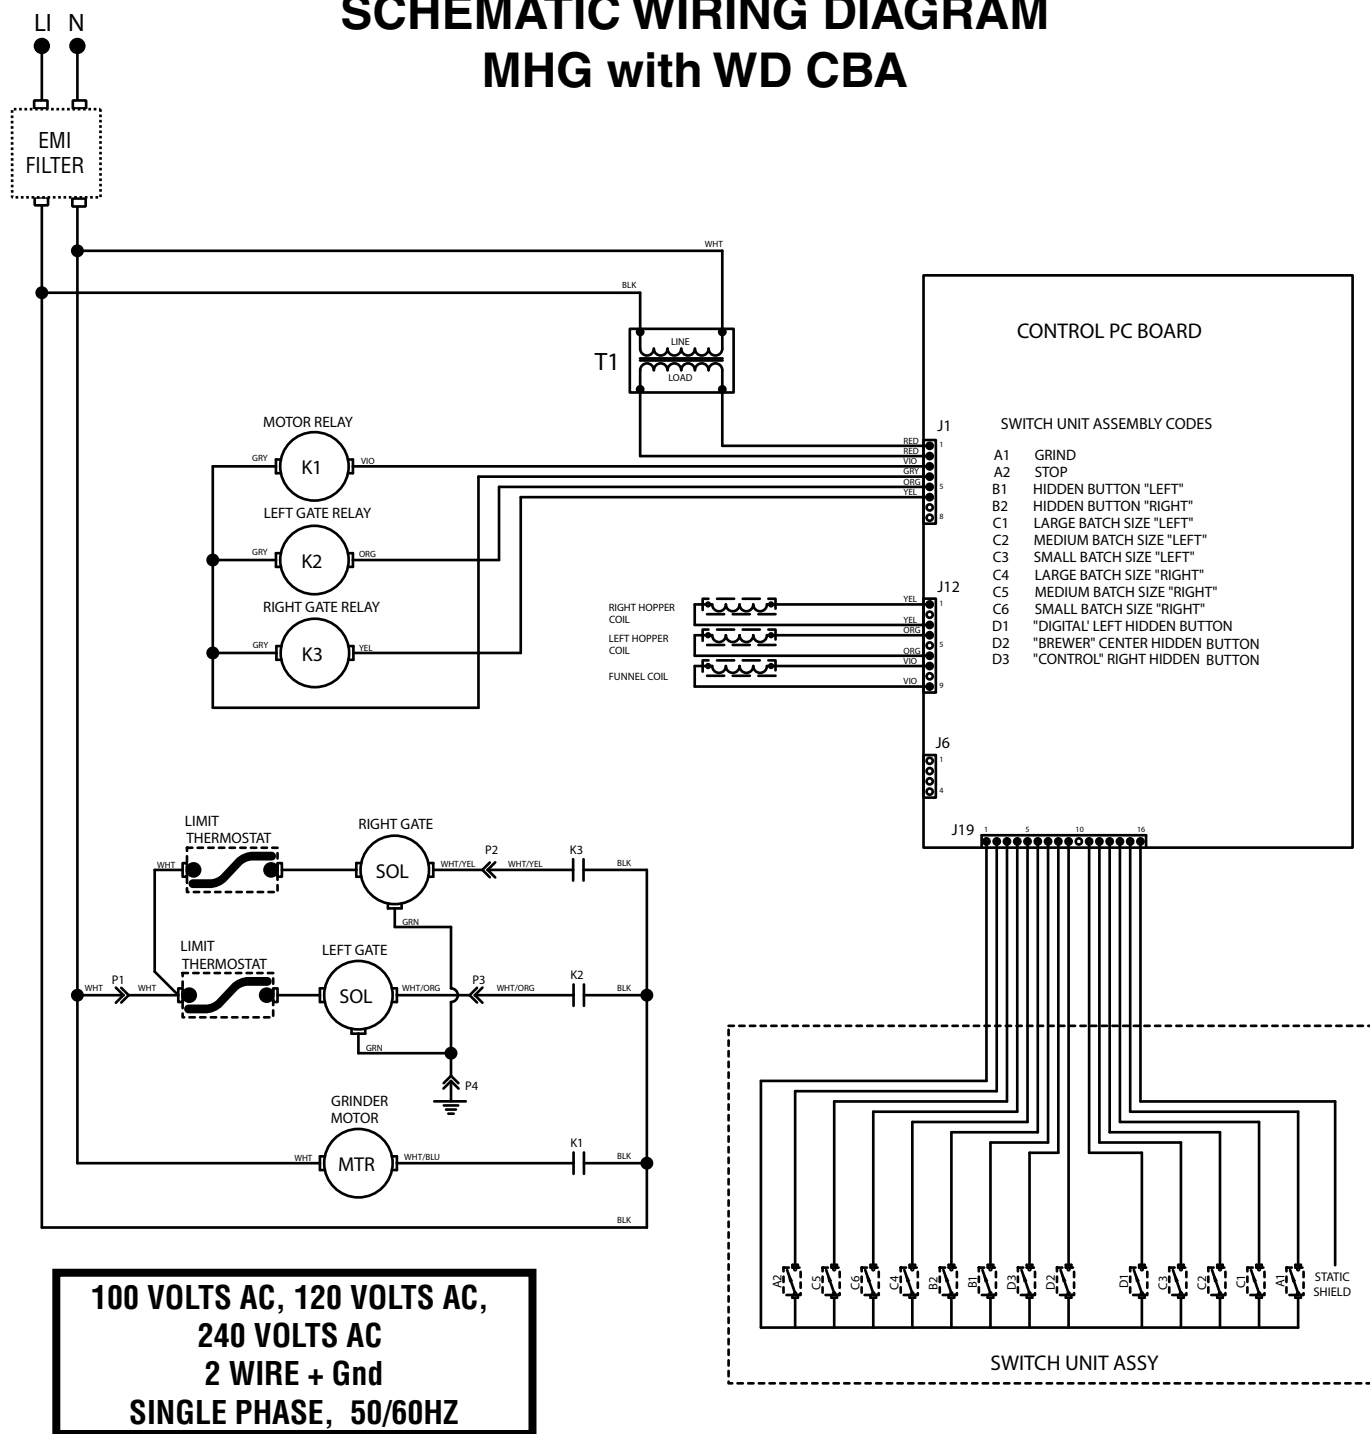 SCHEMATIC WIRING DIAGRAM
MHG with WD CBA
LI N
EMI
FILTER
WHT
BLK
T1
LINE
LOAD
CONTROL PC BOARD
SWITCH UNIT ASSEMBLY CODES
A1 GRIND
A2 STOP
B1 HIDDEN BUTTON "LEFT"
B2 HIDDEN BUTTON "RIGHT"
C1 LARGE BATCH SIZE "LEFT"
C2 MEDIUM BATCH SIZE "LEFT"
C3 SMALL BATCH SIZE "LEFT"
C4 LARGE BATCH SIZE "RIGHT"
C5 MEDIUM BATCH SIZE "RIGHT"
C6 SMALL BATCH SIZE "RIGHT"
D1 "DIGITAL' LEFT HIDDEN BUTTON
D2 "BREWER" CENTER HIDDEN BUTTON
D3 "CONTROL" RIGHT HIDDEN BUTTON
J1
RED 1
RED
VIO
GRY
ORG 5
YEL
8
MOTOR RELAY
GRY K1 VIO
LEFT GATE RELAY
GRY K2 ORG
RIGHT GATE RELAY
GRY K3 YEL
J12
RIGHT HOPPER
COIL
YEL 1
YEL
LEFT HOPPER
COIL
ORG
5
ORG
FUNNEL COIL
VIO
VIO 9
J6
1
4
J19 1 5 10 16
LIMIT
THERMOSTAT
RIGHT GATE
WHT SOL WHT/YEL P2 WHT/YEL K3 BLK
GRN
LIMIT
THERMOSTAT
LEFT GATE
WHT P1 WHT SOL WHT/ORG P3 WHT/ORG K2 BLK
GRN
P4
GRINDER
MOTOR
WHT MTR WHT/BLU K1 BLK
BLK
A2 C5 C6 C4 B2 B1 D3 D2 D1 C3 C2 C1 A1
STATIC
SHIELD
SWITCH UNIT ASSY
100 VOLTS AC, 120 VOLTS AC,
240 VOLTS AC
2 WIRE + Gnd
SINGLE PHASE, 50/60HZ